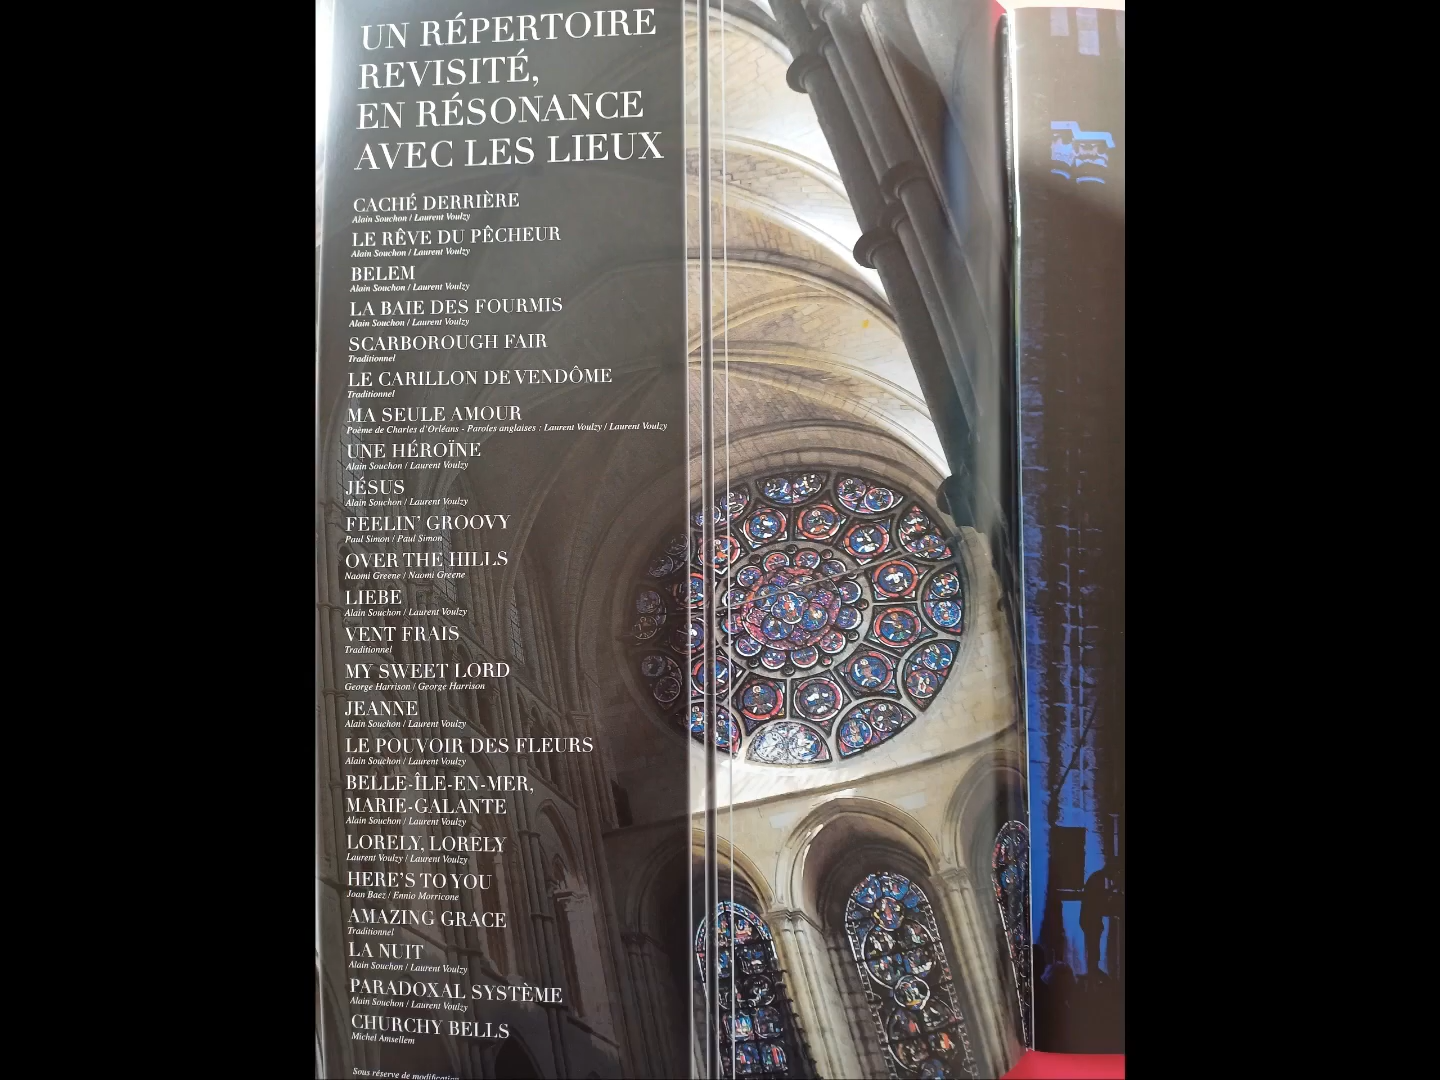 UN RÉPERTOIRE
REVISITÉ,
EN RÉSONANCE
AVEC LES LIEUX
CACHÉ DERRIÈRE
Alain Souchon / Laurent Voulzy
LE RÊVE DU PÊCHEUR
Alain Souchon / Laurent Voulzy
BELEM
Alain Souchon / Laurent Voulzy
LA BAIE DES FOURMIS
Alain Souchon / Laurent Voulzy
SCARBOROUGH FAIR
Traditionnel
LE CARILLON DE VENDÔME
Traditionnel
MA SEULE AMOUR
Poème de Charles d'Orléans - Paroles anglaises : Laurent Voulzy / Laurent Voulzy
UNE HÉROÏNE
Alain Souchon / Laurent Voulzy
JÉSUS
Alain Souchon / Laurent Voulzy
FEELIN' GROOVY
Paul Simon / Paul Simon
OVER THE HILLS
Naomi Greene / Naomi Greene
LIEBE
Alain Souchon / Laurent Voulzy
VENT FRAIS
Traditionnel
MY SWEET LORD
George Harrison / George Harrison
JEANNE
Alain Souchon / Laurent Voulzy
LE POUVOIR DES FLEURS
Alain Souchon / Laurent Voulzy
BELLE-ÎLE-EN-MER,
MARIE-GALANTE
Alain Souchon / Laurent Voulzy
LORELY, LORELY
Laurent Voulzy / Laurent Voulzy
HERE'S TO YOU
Joan Baez / Ennio Morricone
AMAZING GRACE
Traditionnel
LA NUIT
Alain Souchon / Laurent Voulzy
PARADOXAL SYSTÈME
Alain Souchon / Laurent Voulzy
CHURCHY BELLS
Michel Amsellem
Sous réserve de modification